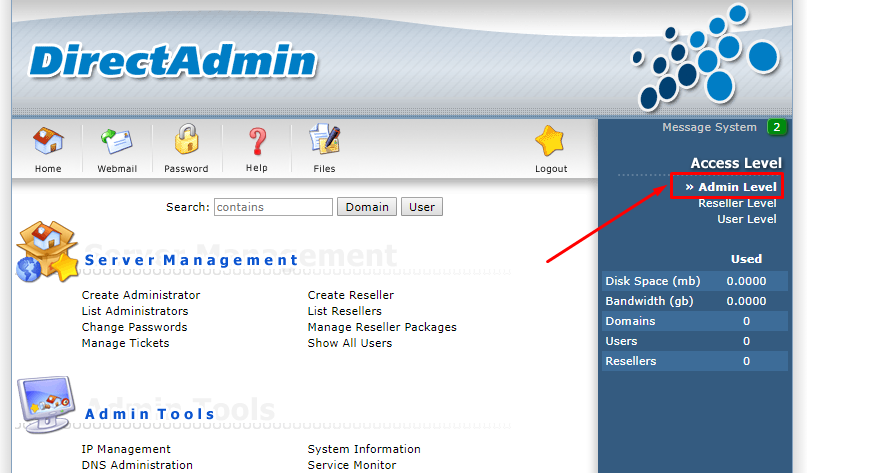 DirectAdmin
Home
Webmail
Password
Help
Files
Logout
Message System 2
Access Level
» Admin Level
Reseller Level
User Level
Search: contains Domain User
Server Management
Create Administrator
Create Reseller
List Administrators
List Resellers
Change Passwords
Manage Reseller Packages
Manage Tickets
Show All Users
Used
Disk Space (mb) 0.0000
Bandwidth (gb) 0.0000
Domains 0
Users 0
Resellers 0
Admin Tools
IP Management
System Information
DNS Administration
Service Monitor